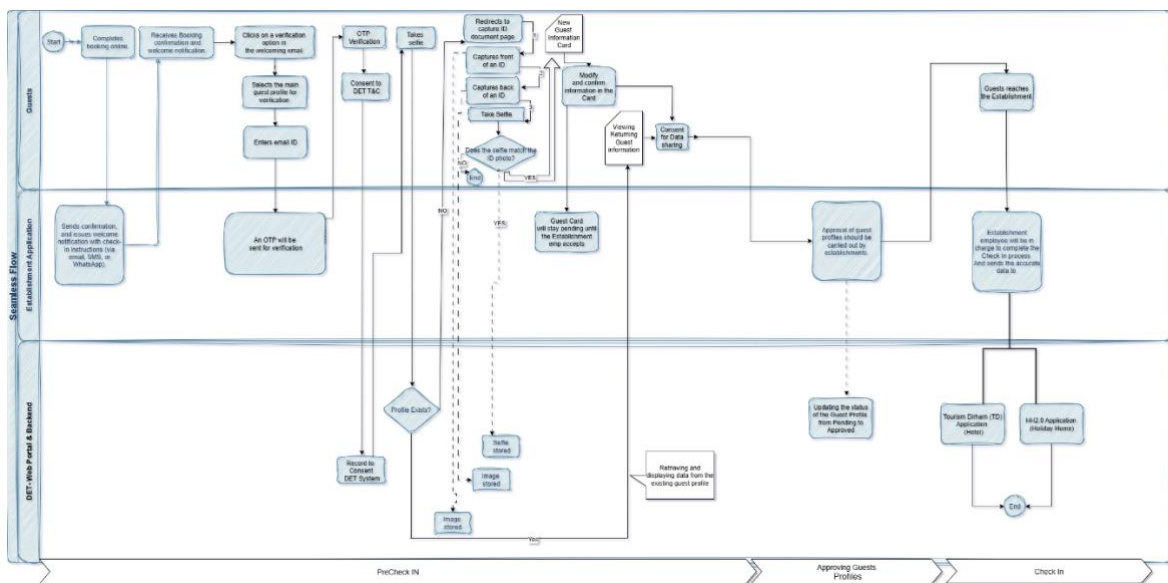 Seamless Flow
Guests
Start
Completes
booking online
Receives Booking
confirmation and
welcome notification.
Clicks on a verification
option in
the welcoming email
Selects the main
guest profile for
verification
Enters email ID
OTP
Verification
Consent to
DET T&C
Takes
selfie
Redirects to
capture ID
document page
Captures front
of an ID
Captures back
of an ID
Take Selfie
Does the selfie match the
ID photo?
NO
End
YES
New
Guest
Information
Card
Modify
and confirm
information in the
Card
Viewing
Returning
Guest
information
Consent
for Data
sharing
Guests reaches
the Establishment
Establishment Application
Sends confirmation,
and issues welcome
notification with check-
in instructions (via
email, SMS, or
WhatsApp).
An OTP will be
sent for verification
NO
YES
Guest Card
will stay pending until
the Establishment
emp accepts
Approval of guest
profiles should be
carried out by
establishments.
Establishment
employee will be in
charge to complete the
Check In process
And sends the accurate
data to
DET- Web Portal & Backend
Profile Exists?
Record to
Consent
DET System
Selfie
stored
Image
stored
Image
stored
Yes
Retrieving and
displaying data from the
existing guest profile
Updating the status
of the Guest Profile
from Pending to
Approved
Tourism Dirham (TD)
Application
(Hotel)
HH2.0 Application
(Holiday Home)
End
PreCheck IN
Approving Guests
Profiles
Check In